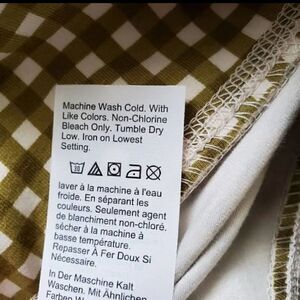 Machine Wash Cold. With
Like Colors. Non-Chlorine
Bleach Only. Tumble Dry
Low. Iron on Lowest
Setting.
laver à la machine à l'eau
froide. En séparant les
couleurs. Seulement agent
de blanchiment non-chloré.
sécher à la machine à
basse température.
Repasser À Fer Doux Si
Nécessaire.
In Der Maschine Kalt
Waschen. Mit Ähnlichen
Farben